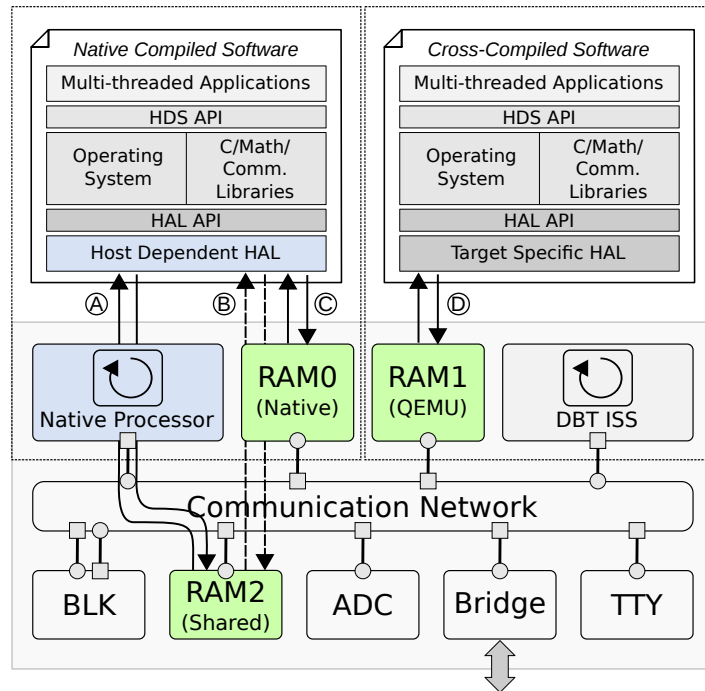 Native Compiled Software
Multi-threaded Applications
HDS API
Operating
System
C/Math/
Comm.
Libraries
HAL API
Host Dependent HAL
Cross-Compiled Software
Multi-threaded Applications
HDS API
Operating
System
C/Math/
Comm.
Libraries
HAL API
Target Specific HAL
A
B
C
D
Native Processor
RAM0
(Native)
RAM1
(QEMU)
DBT ISS
Communication Network
BLK
RAM2
(Shared)
ADC
Bridge
TTY